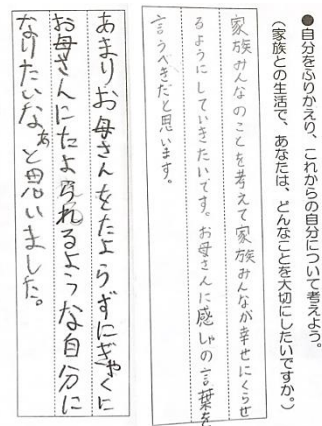 ●自分をふりかえり、これからの自分について考えよう。
（家族との生活で、あなたは、どんなことを大切にしたいですか。）
家族みんなのことを考えて家族みんなが幸せにくらせ
るようにしていきたいです。お母さんに感しゃの言葉を
言うべきだと思います。
あまりお母さんをたよらずにぎゃくに
お母さんにたよられるような自分に
なりたいなぁと思いました。